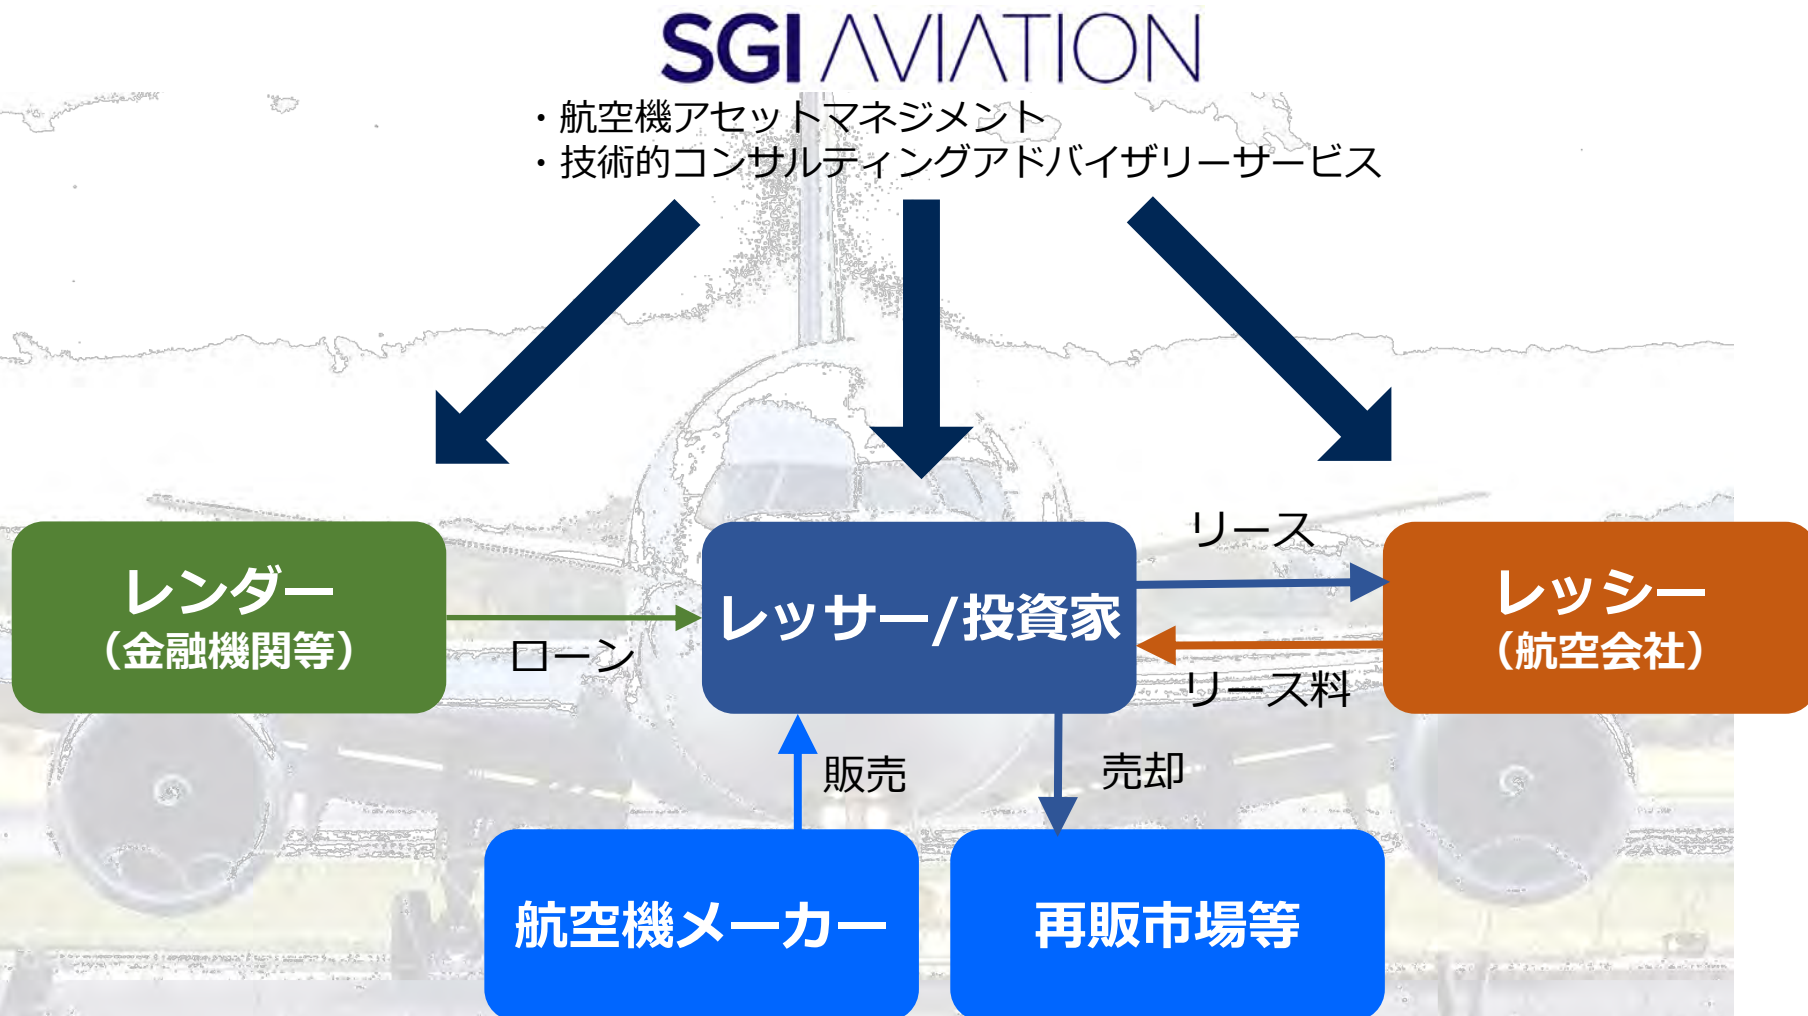 SGI AVIATION
・航空機アセットマネジメント
・技術的コンサルティングアドバイザリーサービス
リース
レンダー
（金融機関等）
ローン
レッサー/投資家
レッシー
（航空会社）
リース料
販売
売却
航空機メーカー
再販市場等